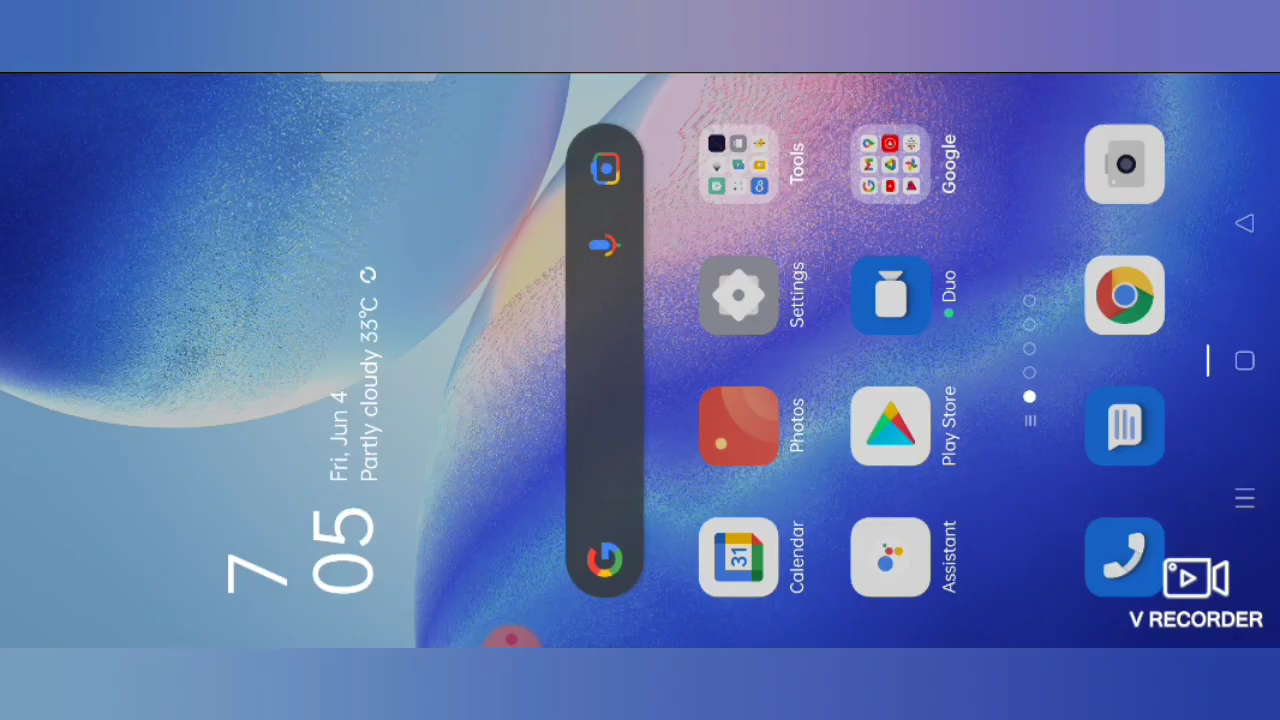 7
05
Fri, Jun 4
Partly cloudy 33°C
Calendar
Photos
Settings
Tools
31
Assistant
Play Store
Duo
Google
V RECORDER